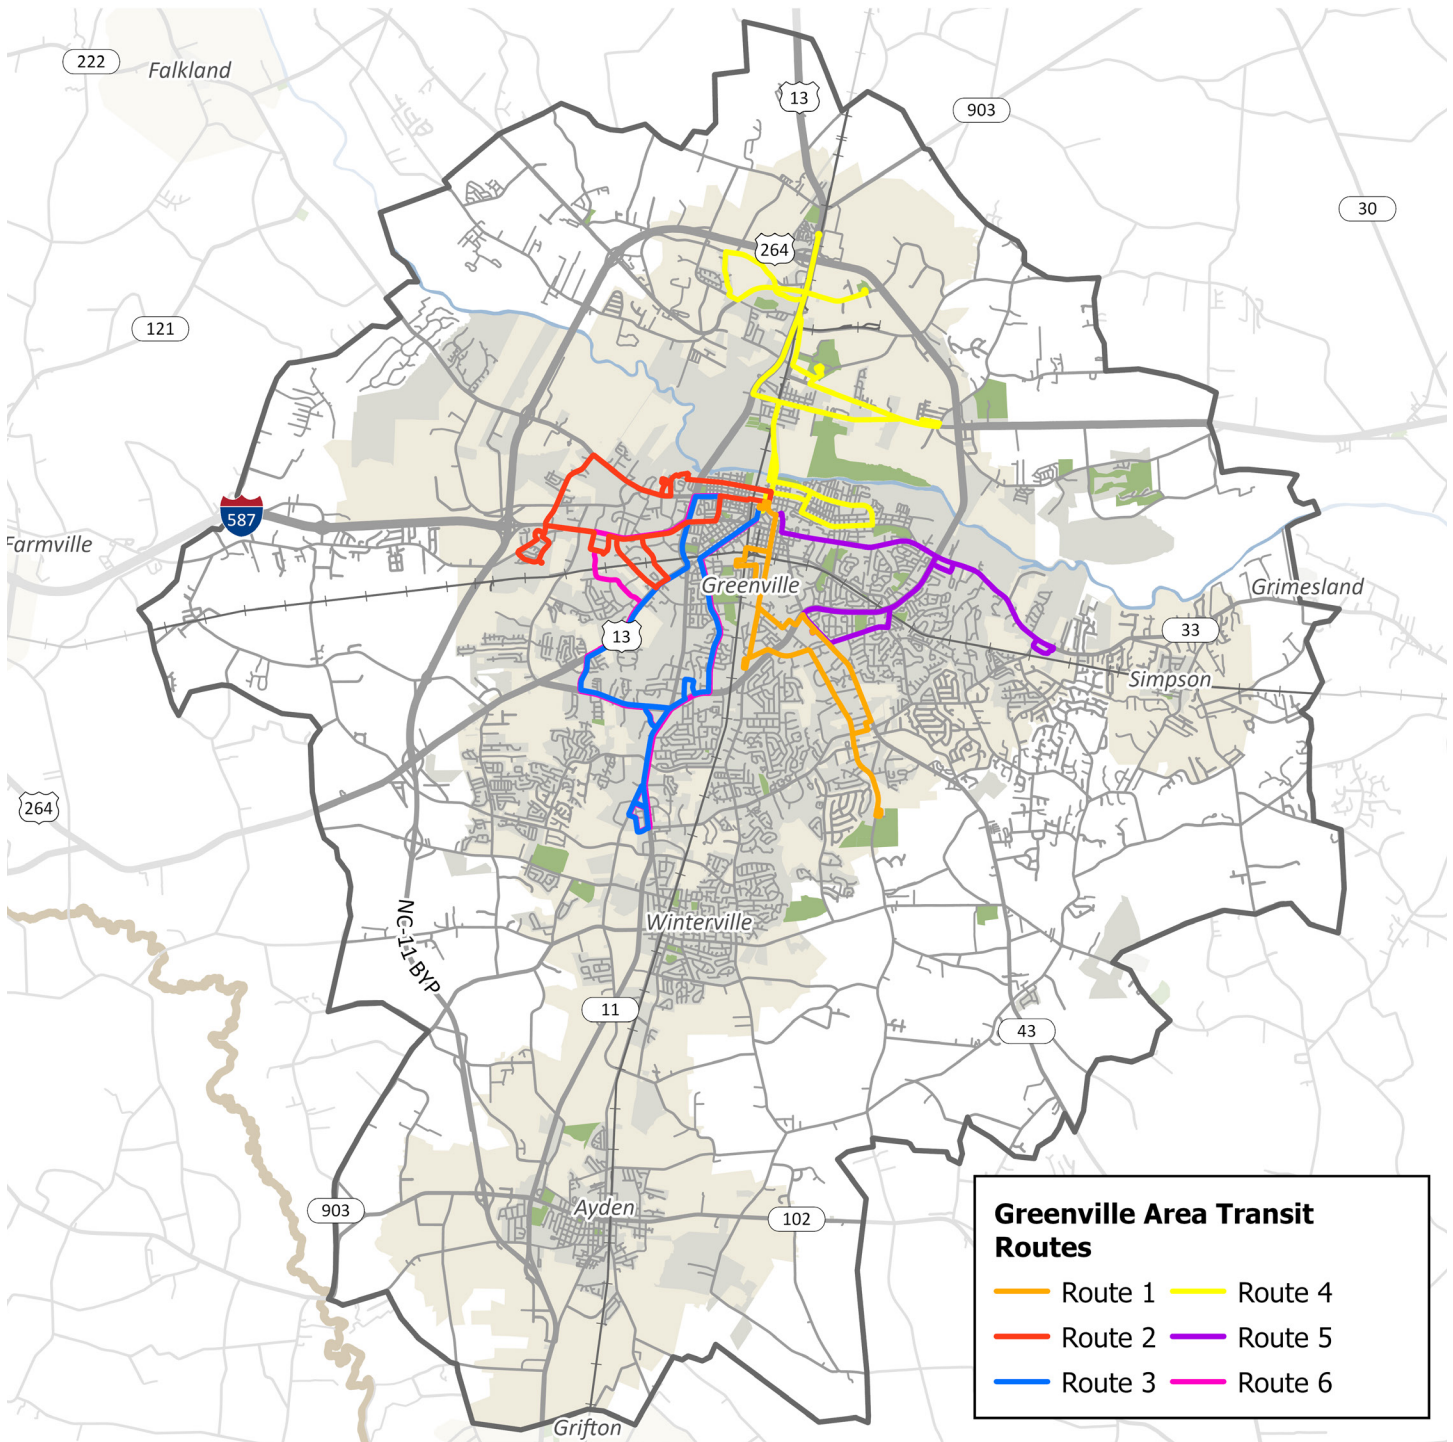 222
Falkland
13
903
30
264
121
587
Farmville
Greenville
Grimesland
13
33
Simpson
264
NC-11-BYP
Winterville
11
43
903
Ayden
102
Grifton
Greenville Area Transit
Routes
Route 1
Route 4
Route 2
Route 5
Route 3
Route 6